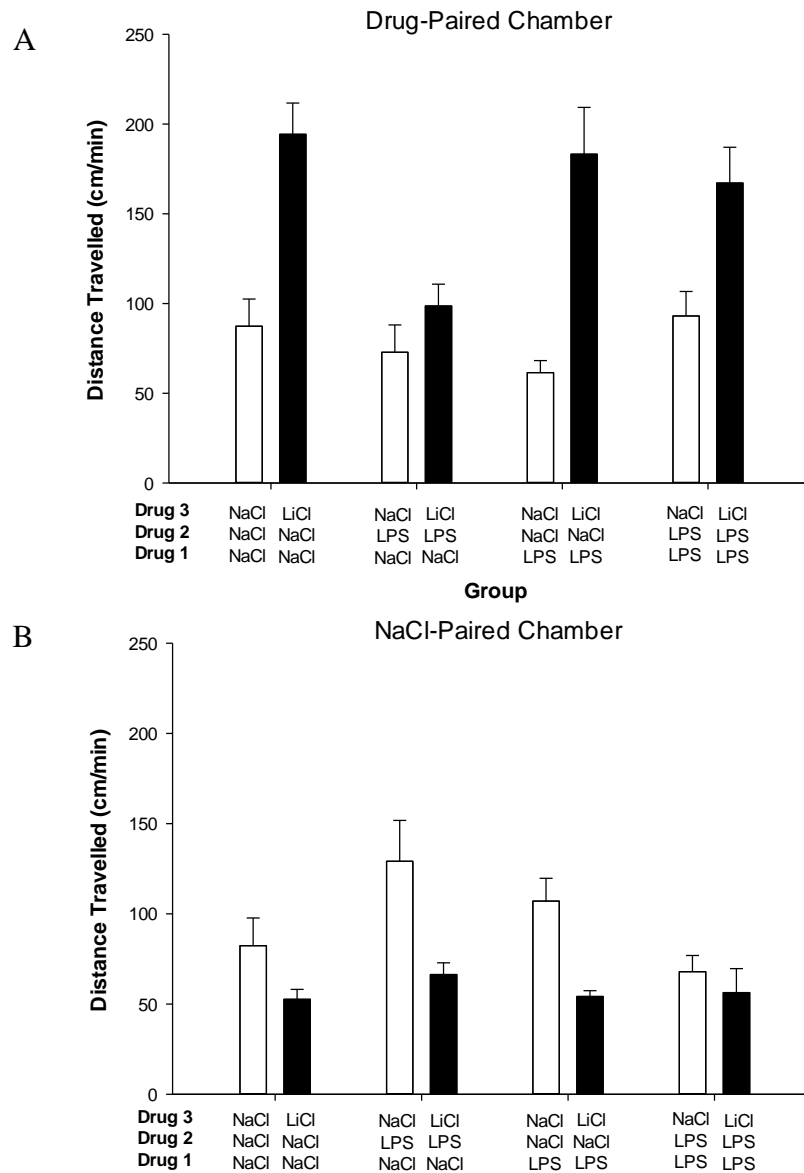 A
Drug-Paired Chamber
250
200
150
100
50
0
Distance Travelled (cm/min)
Drug 3 NaCl LiCl NaCl LiCl NaCl LiCl NaCl LiCl
Drug 2 NaCl NaCl LPS LPS NaCl NaCl LPS LPS
Drug 1 NaCl NaCl NaCl NaCl LPS LPS LPS LPS
Group
B
NaCl-Paired Chamber
250
200
150
100
50
0
Distance Travelled (cm/min)
Drug 3 NaCl LiCl NaCl LiCl NaCl LiCl NaCl LiCl
Drug 2 NaCl NaCl LPS LPS NaCl NaCl LPS LPS
Drug 1 NaCl NaCl NaCl NaCl LPS LPS LPS LPS